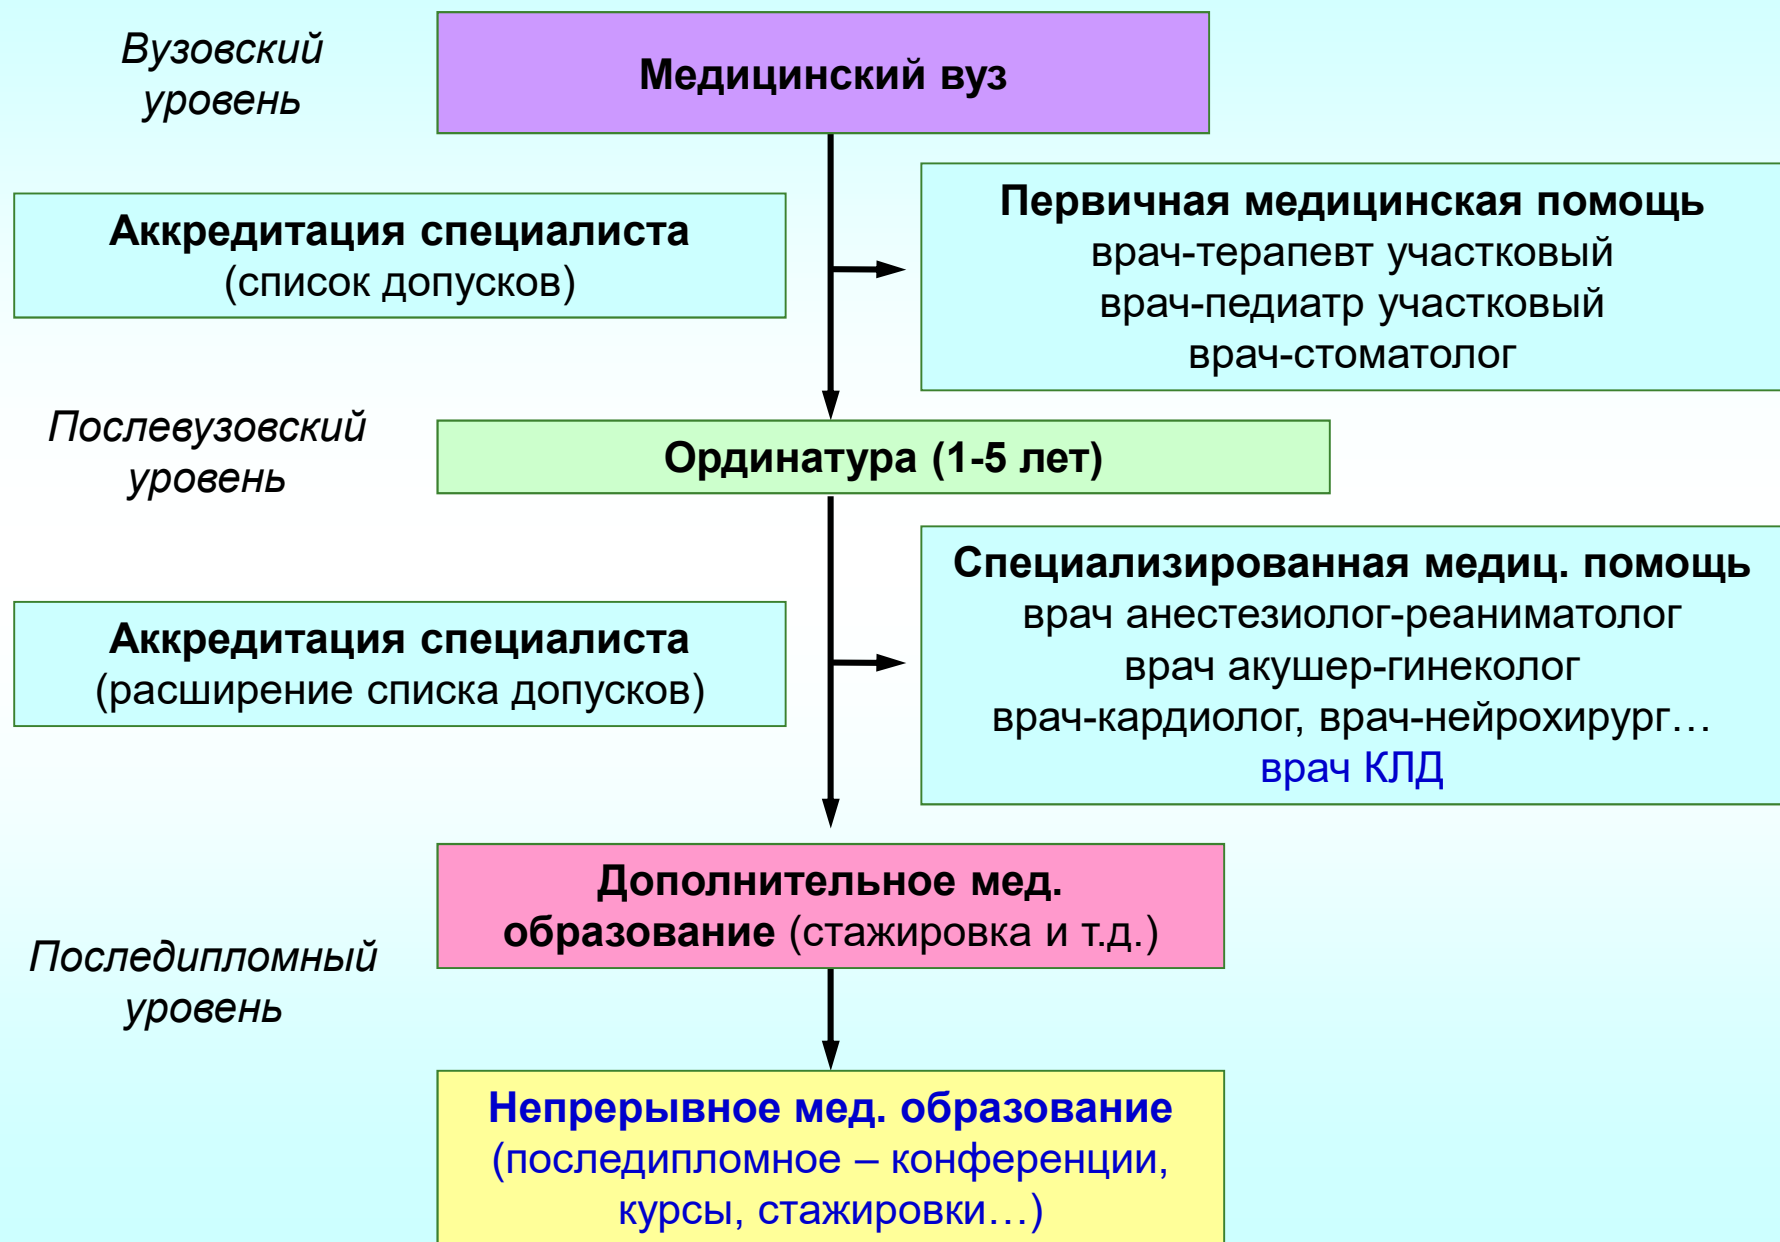 Вузовский
уровень
Медицинский вуз
Аккредитация специалиста
(список допусков)
Первичная медицинская помощь
врач-терапевт участковый
врач-педиатр участковый
врач-стоматолог
Послевузовский
уровень
Ординатура (1-5 лет)
Аккредитация специалиста
(расширение списка допусков)
Специализированная медиц. помощь
врач анестезиолог-реаниматолог
врач акушер-гинеколог
врач-кардиолог, врач-нейрохирург…
врач КЛД
Дополнительное мед.
образование (стажировка и т.д.)
Последипломный
уровень
Непрерывное мед. образование
(последипломное – конференции,
курсы, стажировки…)